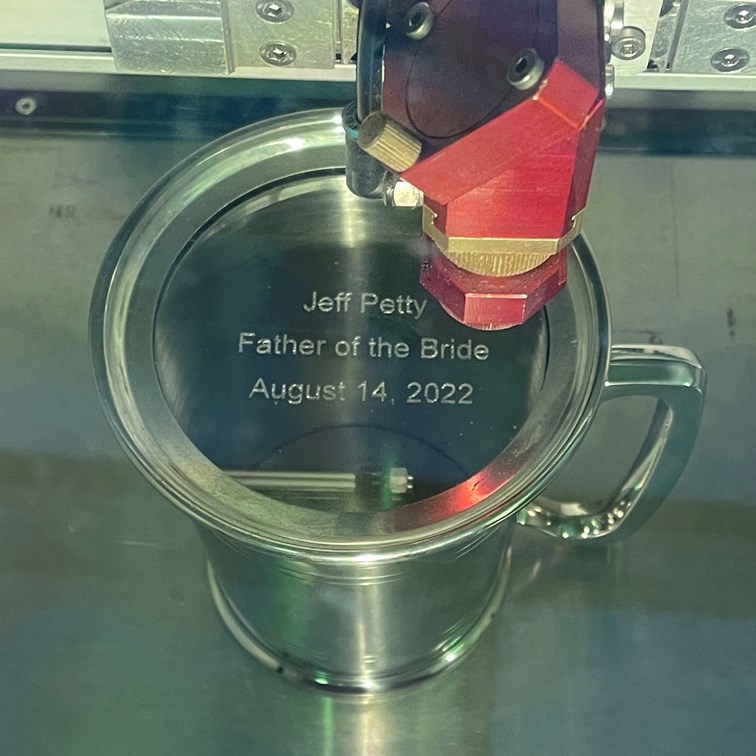 Jeff Petty
Father of the Bride
August 14, 2022